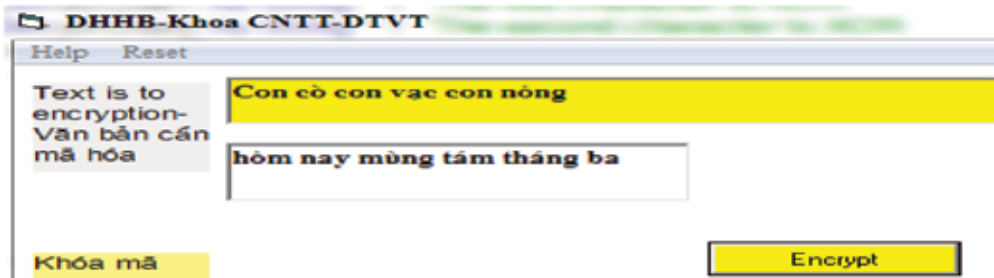 DHHB-Khoa CNTT-DTVT
Help Reset
Text is to
encryption-
Văn bản cần
mã hóa
Con cò con vạc con nông
hôm nay mùng tám tháng ba
Khóa mã
Encrypt